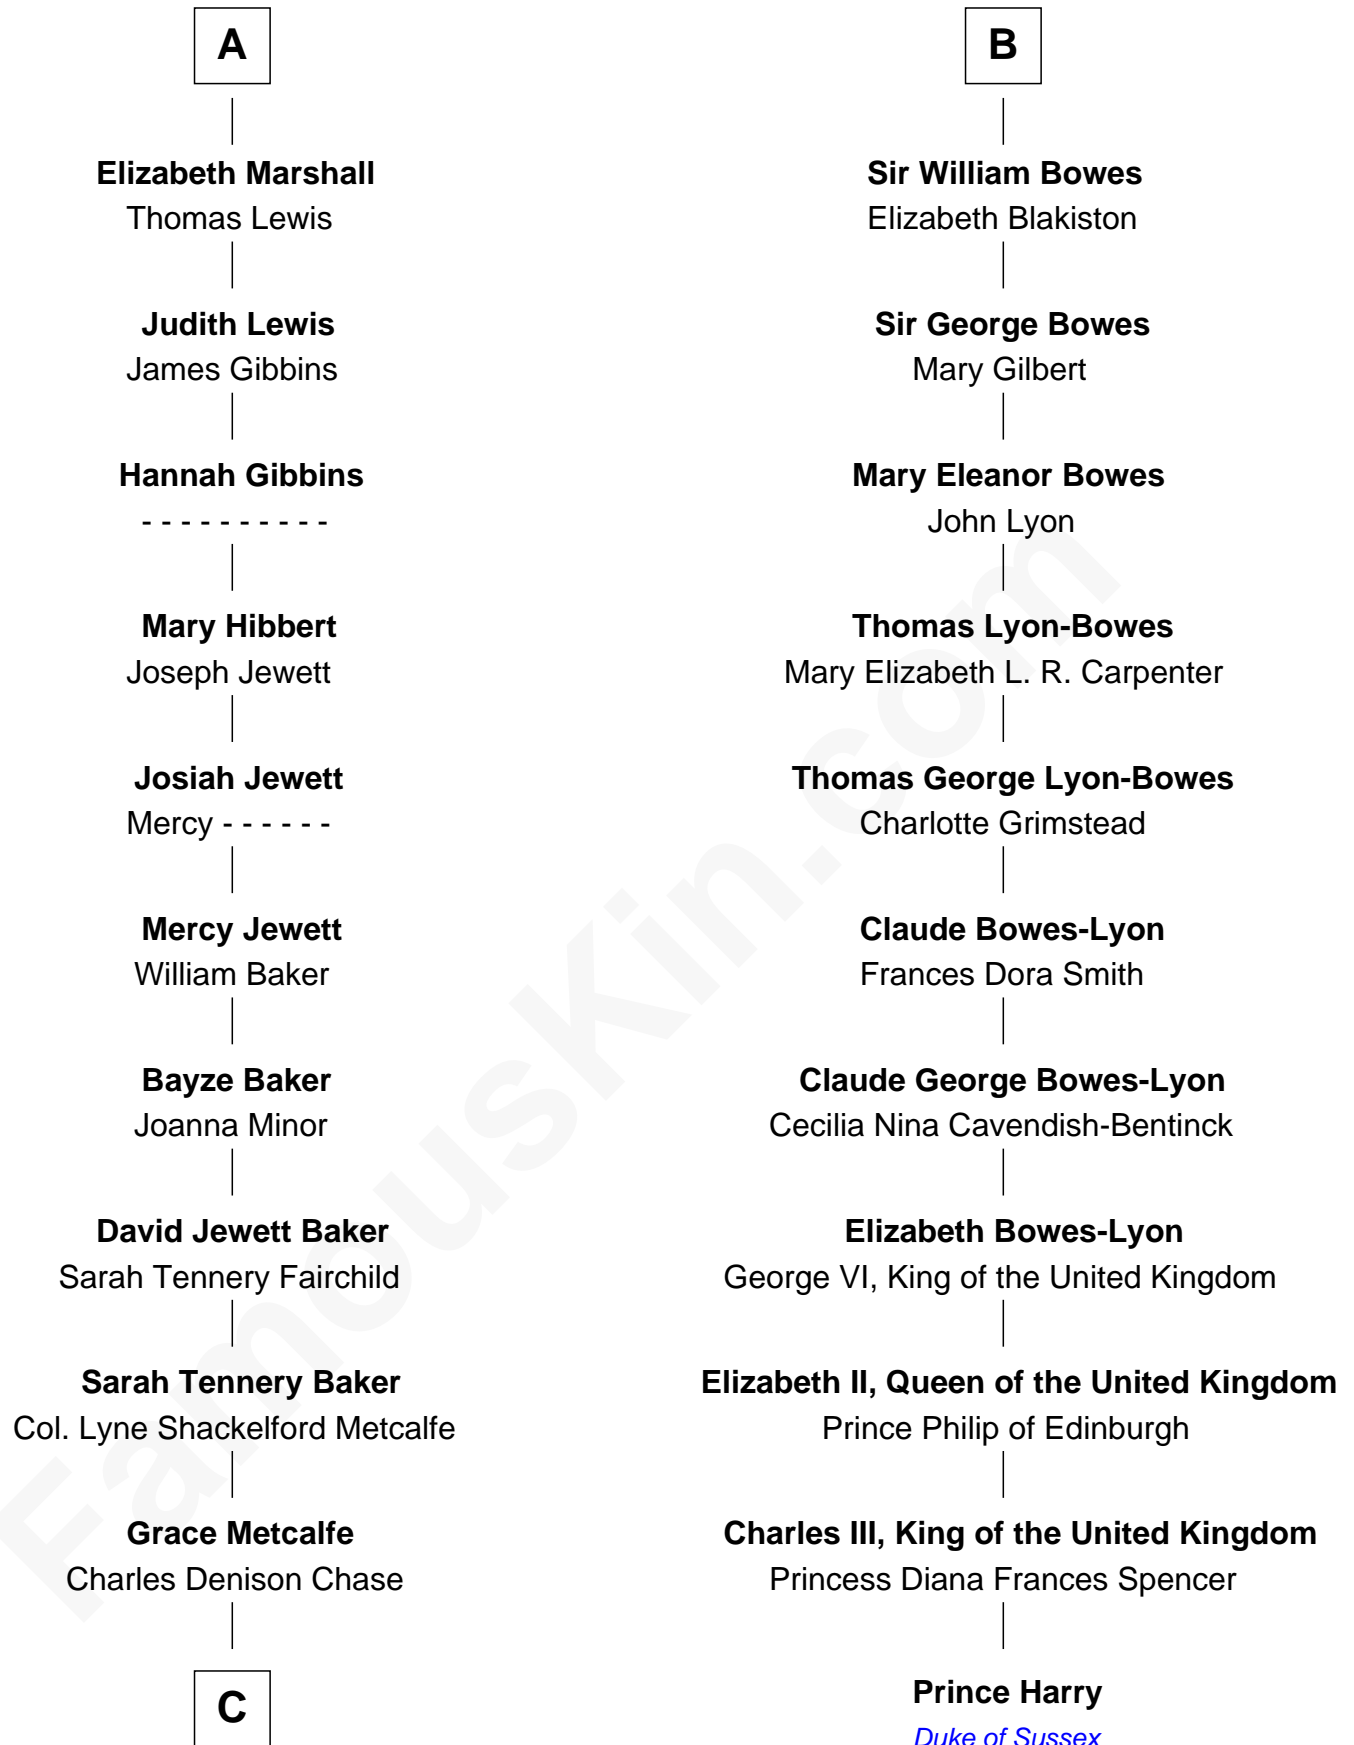 A
Elizabeth Marshall
Thomas Lewis
Judith Lewis
James Gibbins
Hannah Gibbins
- - - - - - - - - -
Mary Hibbert
Joseph Jewett
Josiah Jewett
Mercy - - - - - -
Mercy Jewett
William Baker
Bayze Baker
Joanna Minor
David Jewett Baker
Sarah Tennery Fairchild
Sarah Tennery Baker
Col. Lyne Shackelford Metcalfe
Grace Metcalfe
Charles Denison Chase
C
B
Sir William Bowes
Elizabeth Blakiston
Sir George Bowes
Mary Gilbert
Mary Eleanor Bowes
John Lyon
Thomas Lyon-Bowes
Mary Elizabeth L. R. Carpenter
Thomas George Lyon-Bowes
Charlotte Grimstead
Claude Bowes-Lyon
Frances Dora Smith
Claude George Bowes-Lyon
Cecilia Nina Cavendish-Bentinck
Elizabeth Bowes-Lyon
George VI, King of the United Kingdom
Elizabeth II, Queen of the United Kingdom
Prince Philip of Edinburgh
Charles III, King of the United Kingdom
Princess Diana Frances Spencer
Prince Harry
Duke of Sussex
FamousKin.com